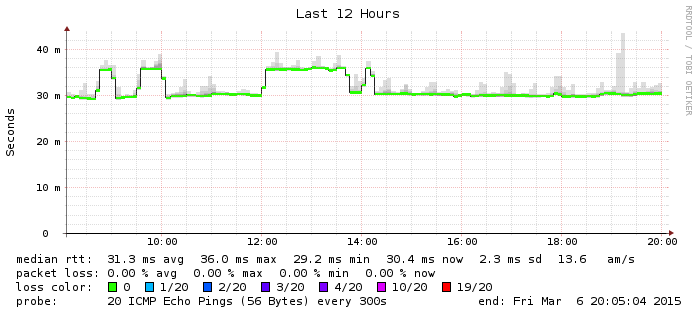 Last 12 Hours
RRDTOOL / TOBI OETIKER
Seconds
40 m
30 m
20 m
10 m
0
10:00 12:00 14:00 16:00 18:00 20:00
median rtt: 31.3 ms avg 36.0 ms max 29.2 ms min 30.4 ms now 2.3 ms sd 13.6 am/s
packet loss: 0.00 % avg 0.00 % max 0.00 % min 0.00 % now
loss color: 0 1/20 2/20 3/20 4/20 10/20 19/20
probe: 20 ICMP Echo Pings (56 Bytes) every 300s end: Fri Mar 6 20:05:04 2015